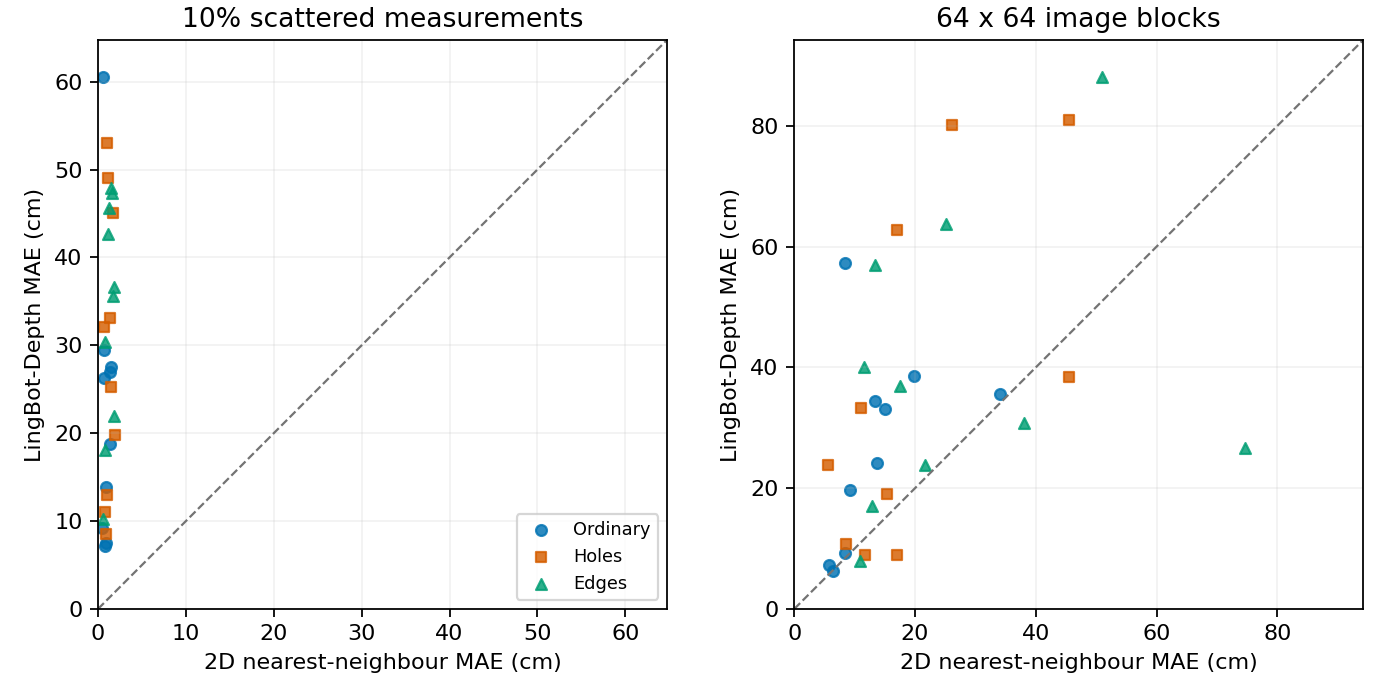 10% scattered measurements
LingBot-Depth MAE (cm)
60
50
40
30
20
10
0
0 10 20 30 40 50 60
2D nearest-neighbour MAE (cm)
Ordinary
Holes
Edges
64 x 64 image blocks
LingBot-Depth MAE (cm)
80
60
40
20
0
0 20 40 60 80
2D nearest-neighbour MAE (cm)